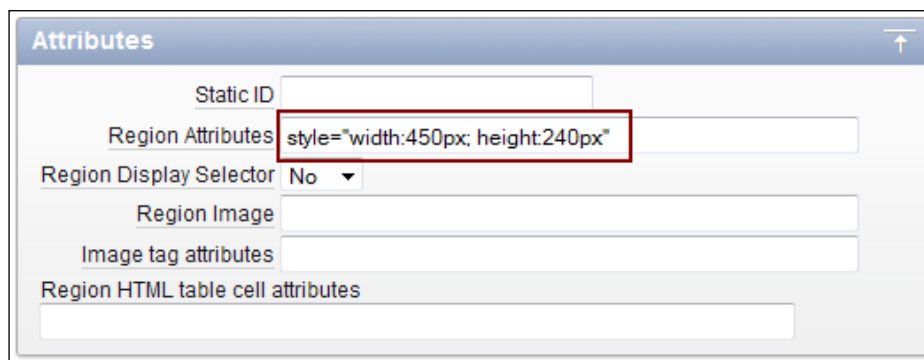 Attributes
Static ID
Region Attributes style="width:450px; height:240px"
Region Display Selector No
Region Image
Image tag attributes
Region HTML table cell attributes